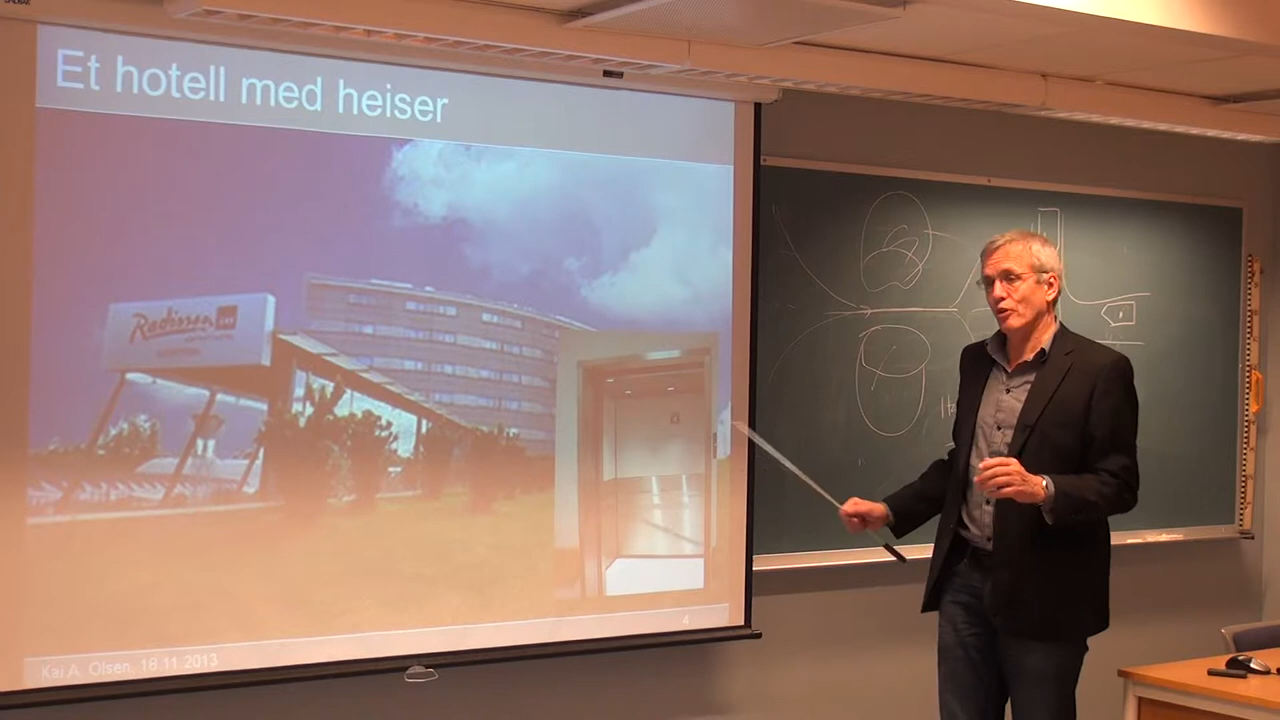 Et hotell med heiser
Radisson
4
Kai A. Olsen, 18.11.2013